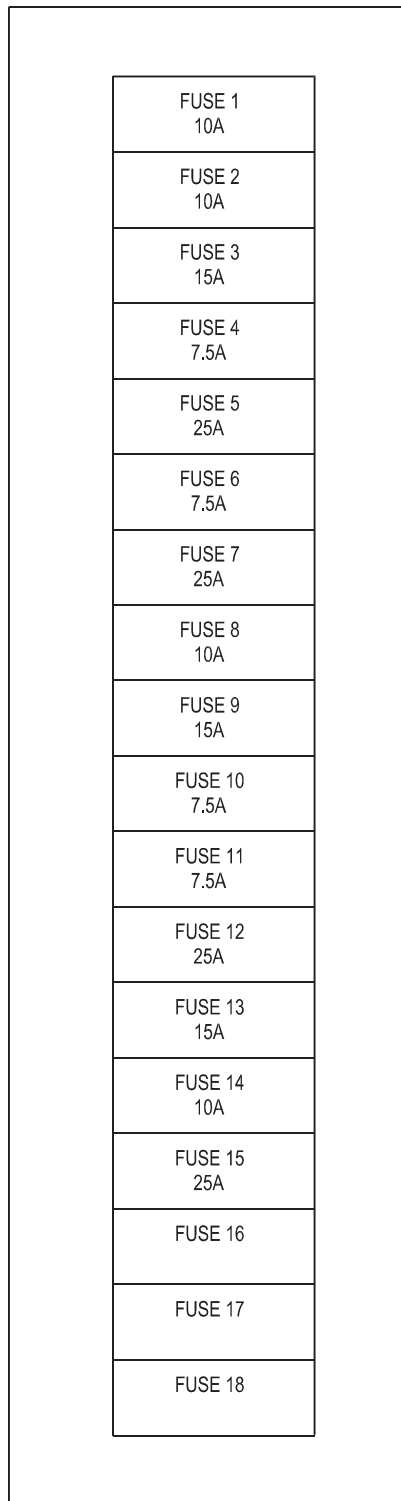 FUSE 1
10A
FUSE 2
10A
FUSE 3
15A
FUSE 4
7.5A
FUSE 5
25A
FUSE 6
7.5A
FUSE 7
25A
FUSE 8
10A
FUSE 9
15A
FUSE 10
7.5A
FUSE 11
7.5A
FUSE 12
25A
FUSE 13
15A
FUSE 14
10A
FUSE 15
25A
FUSE 16
FUSE 17
FUSE 18